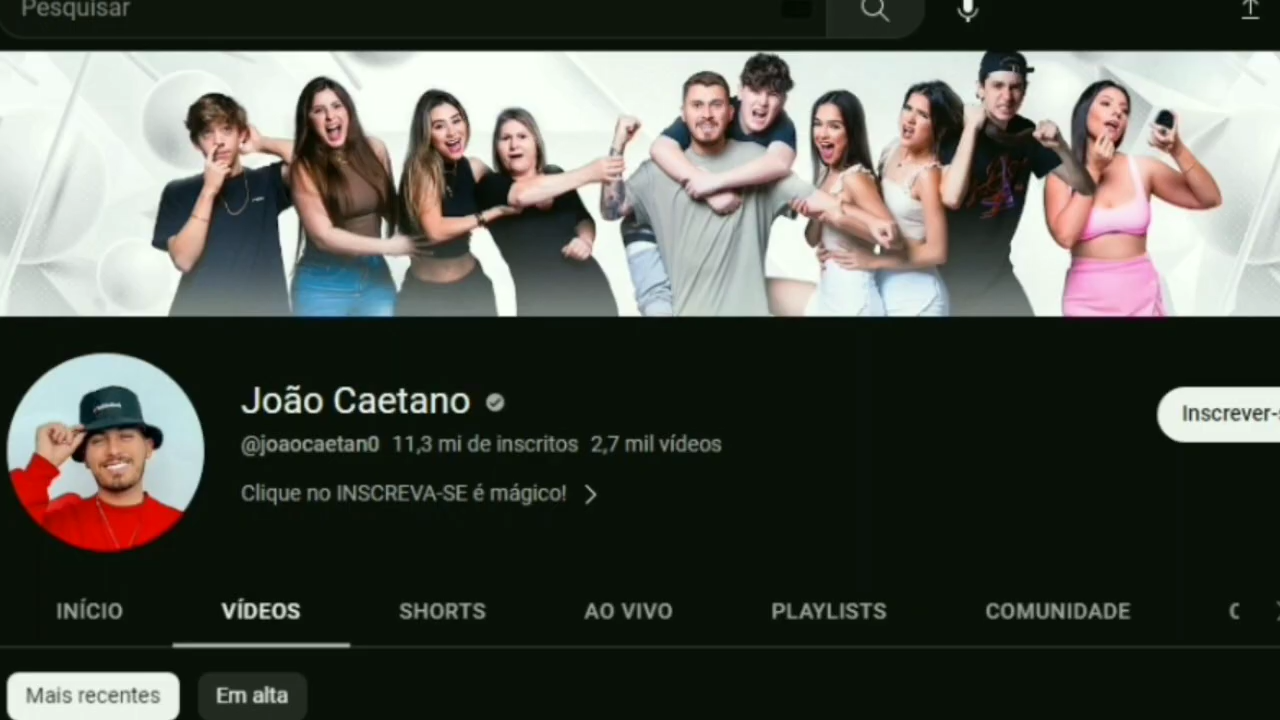 Pesquisar
João Caetano
@joaocaetan0 11,3 mi de inscritos 2,7 mil vídeos
Inscrever-s
Clique no INSCREVA-SE é mágico!
INÍCIO VÍDEOS SHORTS AO VIVO PLAYLISTS COMUNIDADE
Mais recentes Em alta